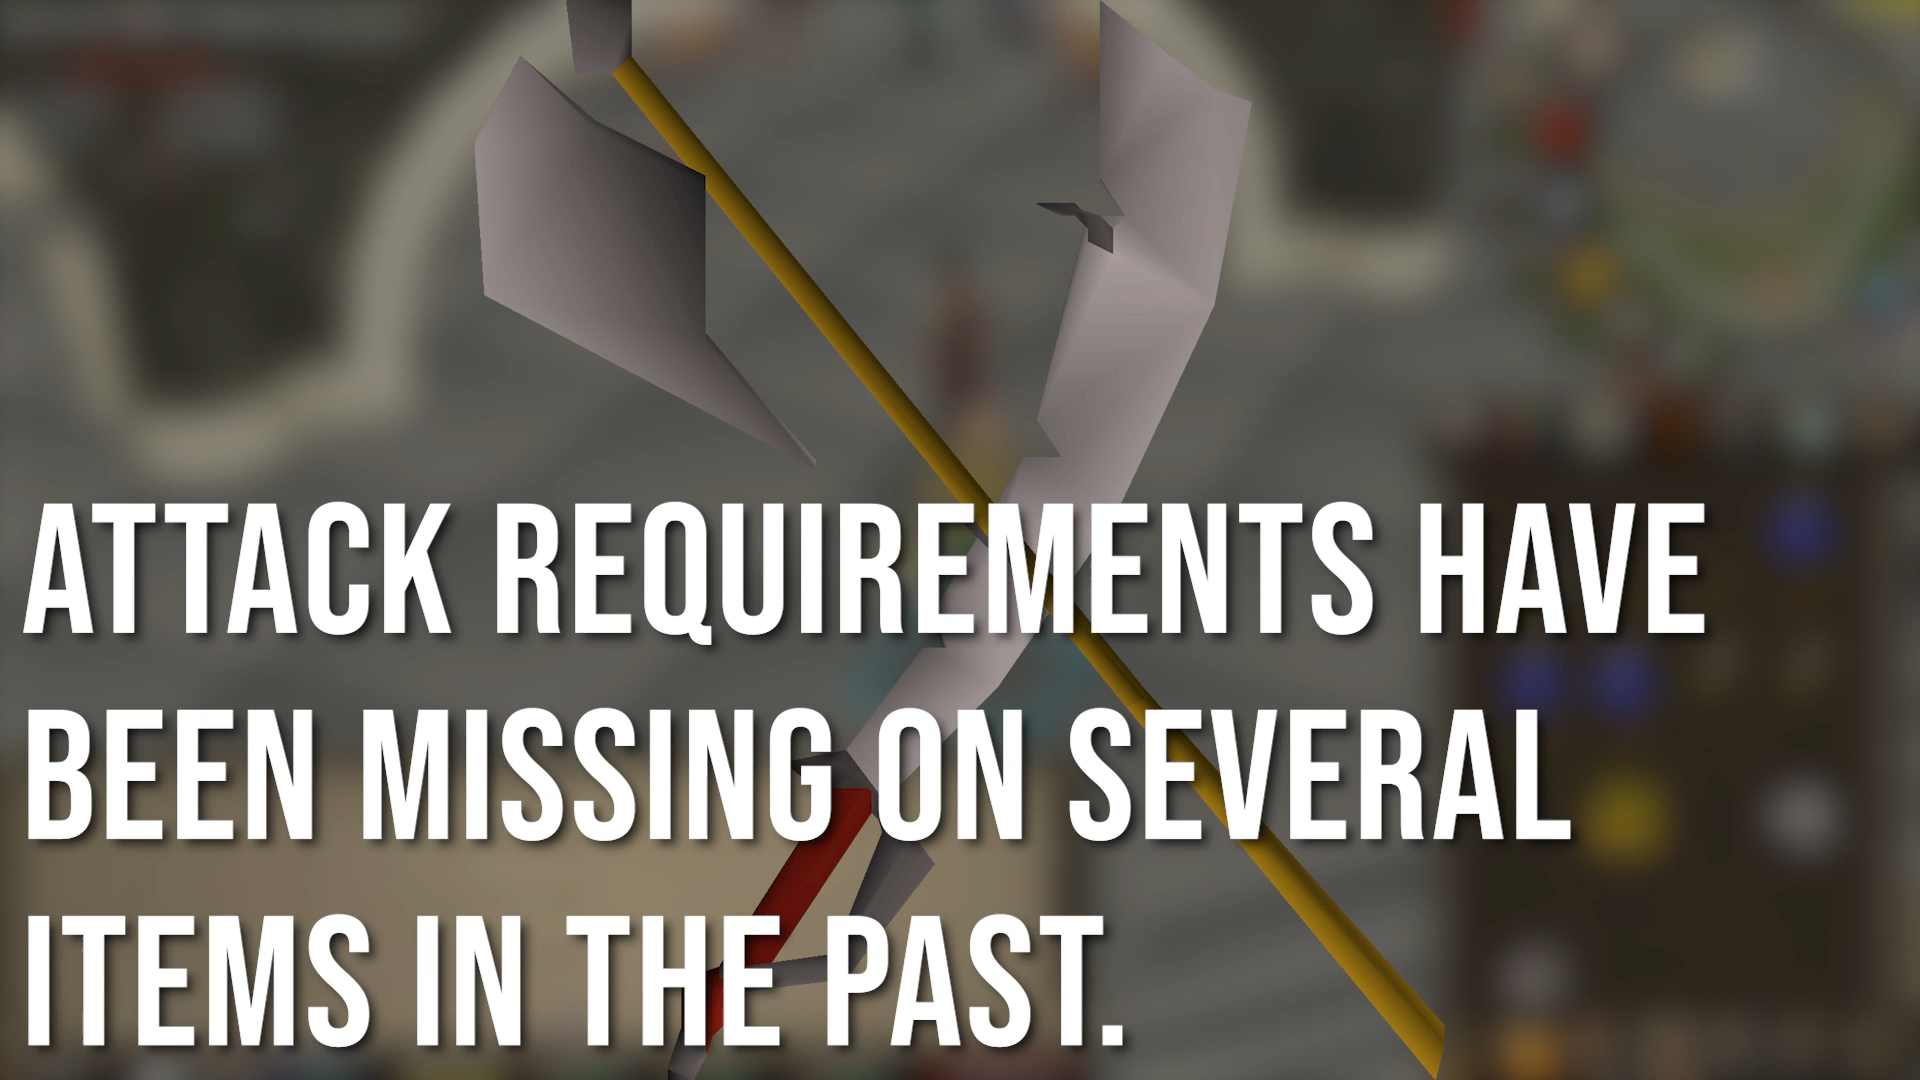 ATTACK REQUIREMENTS HAVE
BEEN MISSING ON SEVERAL
ITEMS IN THE PAST.